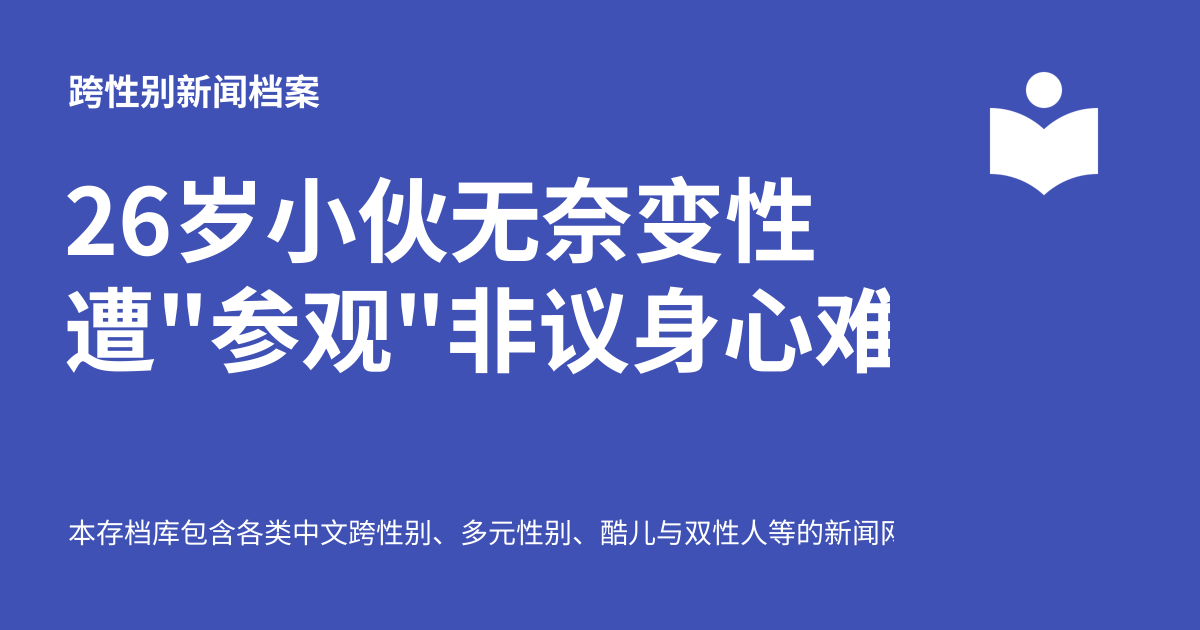 跨性别新闻档案
26岁小伙无奈变性
遭"参观"非议身心难
本存档库包含各类中文跨性别、多元性别、酷儿与双性人等的新闻网